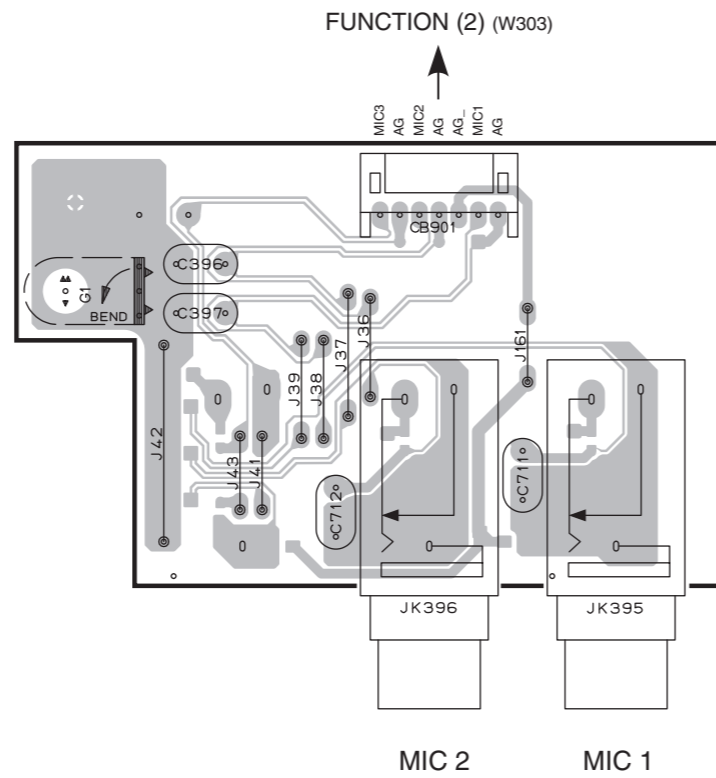 FUNCTION (2) (W303)
MIC3
AG
MIC2
AG
AG_
MIC1
AG
CB901
C396
G1
BEND
C397
J36
J37
J161
J39
J38
J42
J43
J41
C711
C712
JK396
JK395
MIC 2
MIC 1